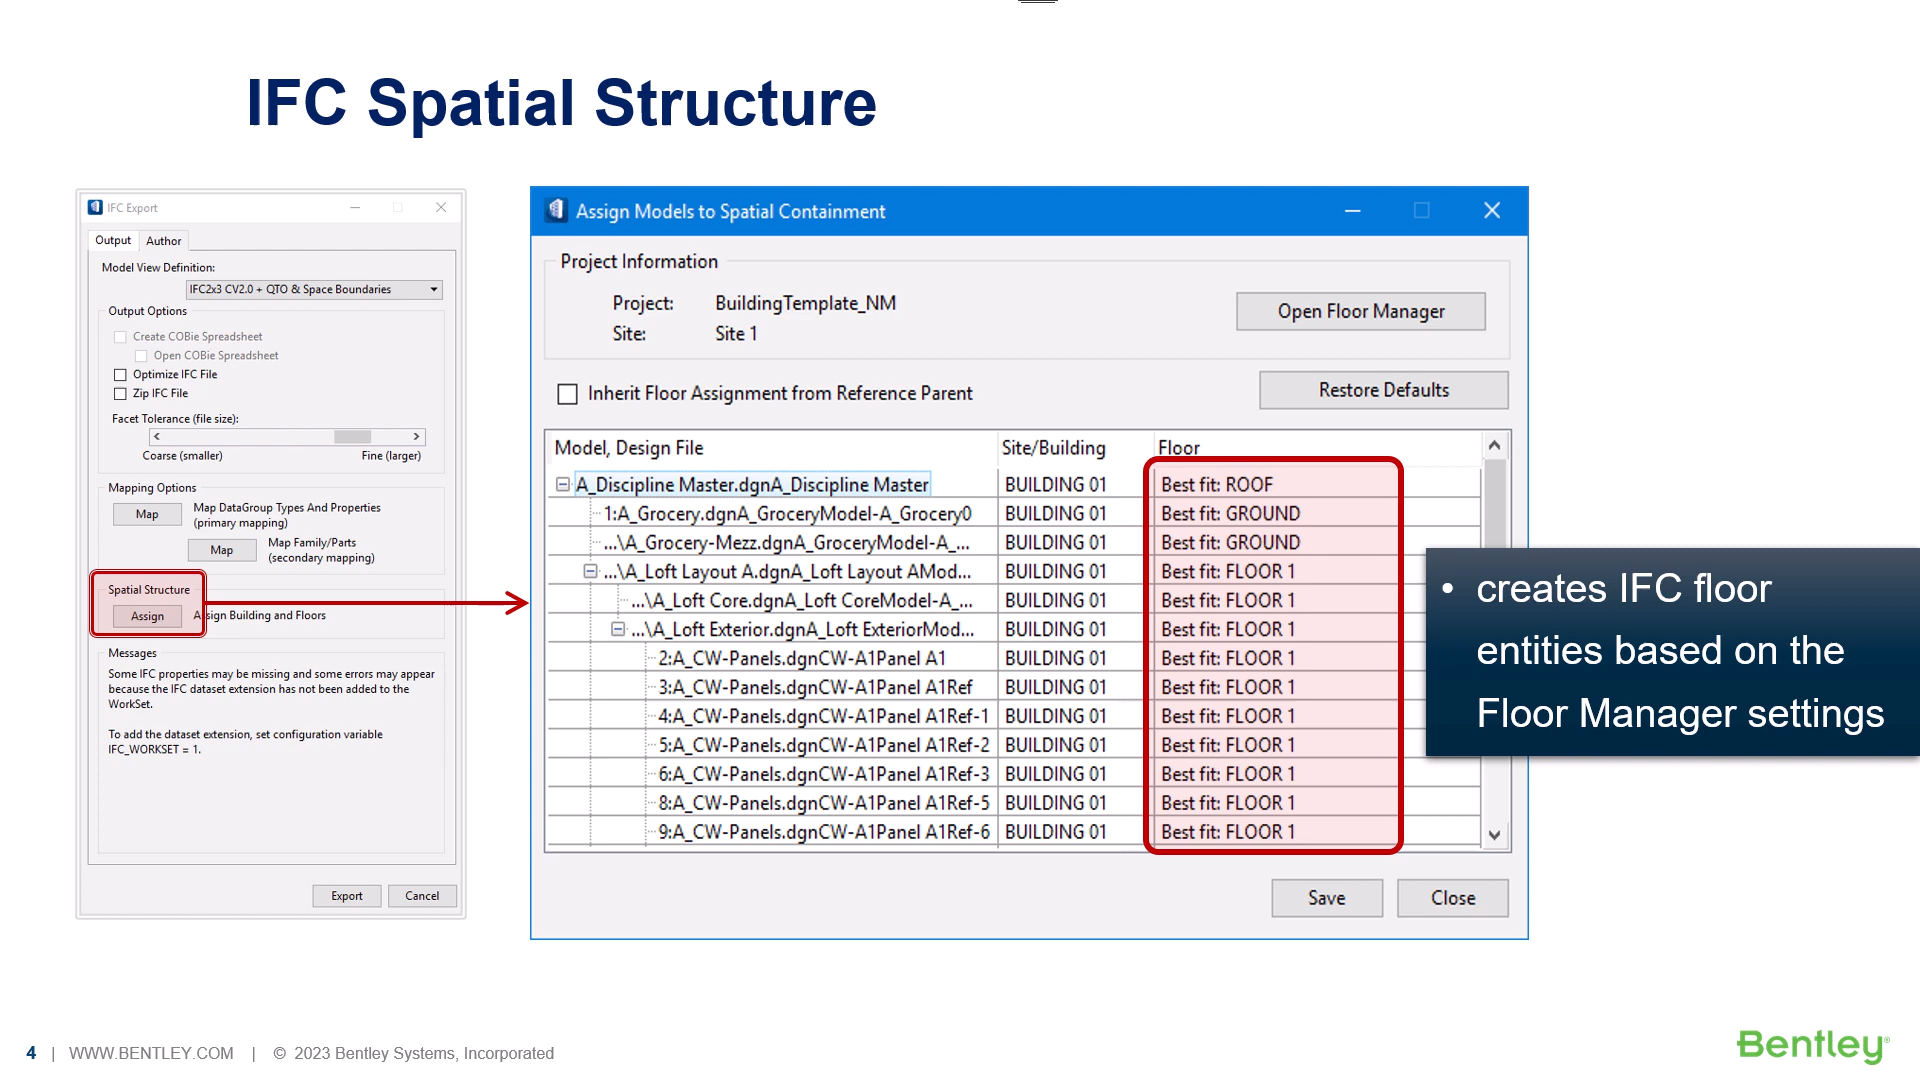 IFC Spatial Structure
IFC Export
Output Author
Model View Definition:
IFC2x3 CV2.0 + QTO & Space Boundaries
Output Options
Create COBie Spreadsheet
Open COBie Spreadsheet
Optimize IFC File
Zip IFC File
Facet Tolerance (file size):
Coarse (smaller) Fine (larger)
Mapping Options
Map Map DataGroup Types And Properties
(primary mapping)
Map Map Family/Parts
(secondary mapping)
Spatial Structure
Assign Assign Building and Floors
Messages
Some IFC properties may be missing and some errors may appear
because the IFC dataset extension has not been added to the
WorkSet.
To add the dataset extension, set configuration variable
IFC_WORKSET = 1.
Export Cancel
Assign Models to Spatial Containment
Project Information
Project: BuildingTemplate_NM
Site: Site 1
Open Floor Manager
Inherit Floor Assignment from Reference Parent
Restore Defaults
Model, Design File Site/Building Floor
A_Discipline Master.dgnA_Discipline Master BUILDING 01 Best fit: ROOF
1:A_Grocery.dgnA_GroceryModel-A_Grocery0 BUILDING 01 Best fit: GROUND
...\A_Grocery-Mezz.dgnA_GroceryModel-A_... BUILDING 01 Best fit: GROUND
...\A_Loft Layout A.dgnA_Loft Layout AMod... BUILDING 01 Best fit: FLOOR 1
...\A_Loft Core.dgnA_Loft CoreModel-A_... BUILDING 01 Best fit: FLOOR 1
...\A_Loft Exterior.dgnA_Loft ExteriorMod... BUILDING 01 Best fit: FLOOR 1
2:A_CW-Panels.dgnCW-A1Panel A1 BUILDING 01 Best fit: FLOOR 1
3:A_CW-Panels.dgnCW-A1Panel A1Ref BUILDING 01 Best fit: FLOOR 1
4:A_CW-Panels.dgnCW-A1Panel A1Ref-1 BUILDING 01 Best fit: FLOOR 1
5:A_CW-Panels.dgnCW-A1Panel A1Ref-2 BUILDING 01 Best fit: FLOOR 1
6:A_CW-Panels.dgnCW-A1Panel A1Ref-3 BUILDING 01 Best fit: FLOOR 1
8:A_CW-Panels.dgnCW-A1Panel A1Ref-5 BUILDING 01 Best fit: FLOOR 1
9:A_CW-Panels.dgnCW-A1Panel A1Ref-6 BUILDING 01 Best fit: FLOOR 1
Save Close
• creates IFC floor
entities based on the
Floor Manager settings
4 | WWW.BENTLEY.COM | © 2023 Bentley Systems, Incorporated
Bentley®